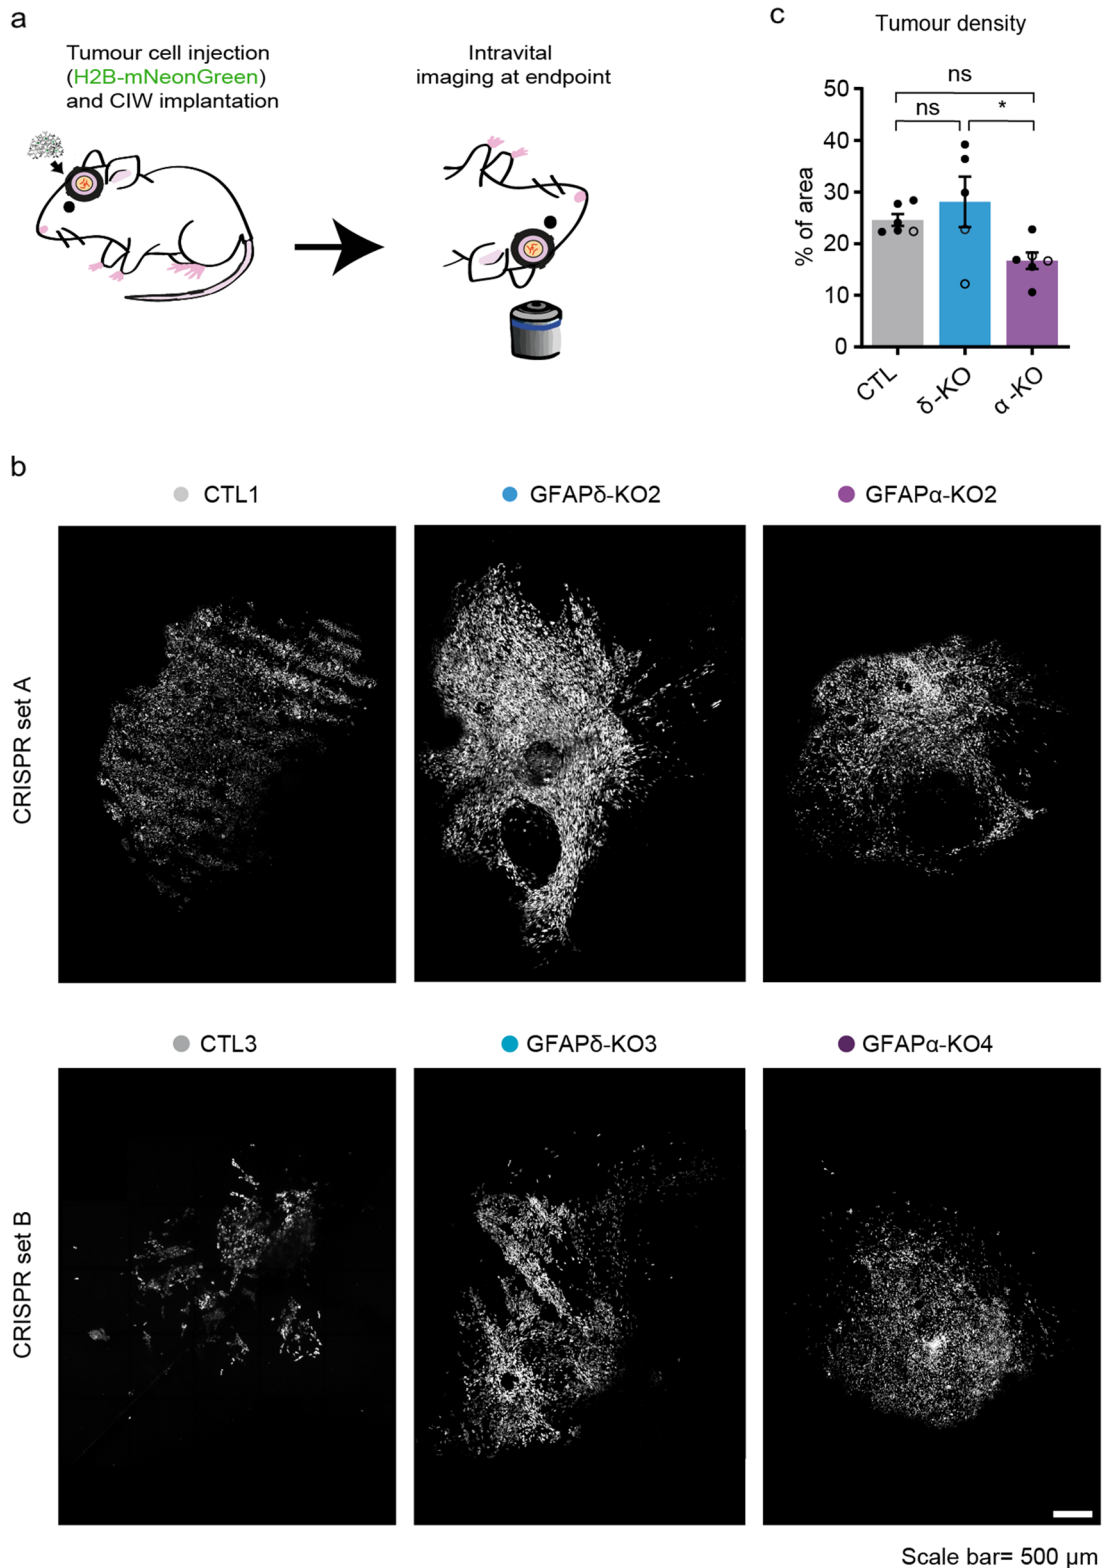 a
Tumour cell injection
(H2B-mNeonGreen)
and CIW implantation
Intravital
imaging at endpoint
c
Tumour density
ns
ns
*
% of area
50
40
30
20
10
0
CTL
δ-KO
α-KO
b
CTL1
GFAPδ-KO2
GFAPα-KO2
CRISPR set A
CTL3
GFAPδ-KO3
GFAPα-KO4
CRISPR set B
Scale bar= 500 µm